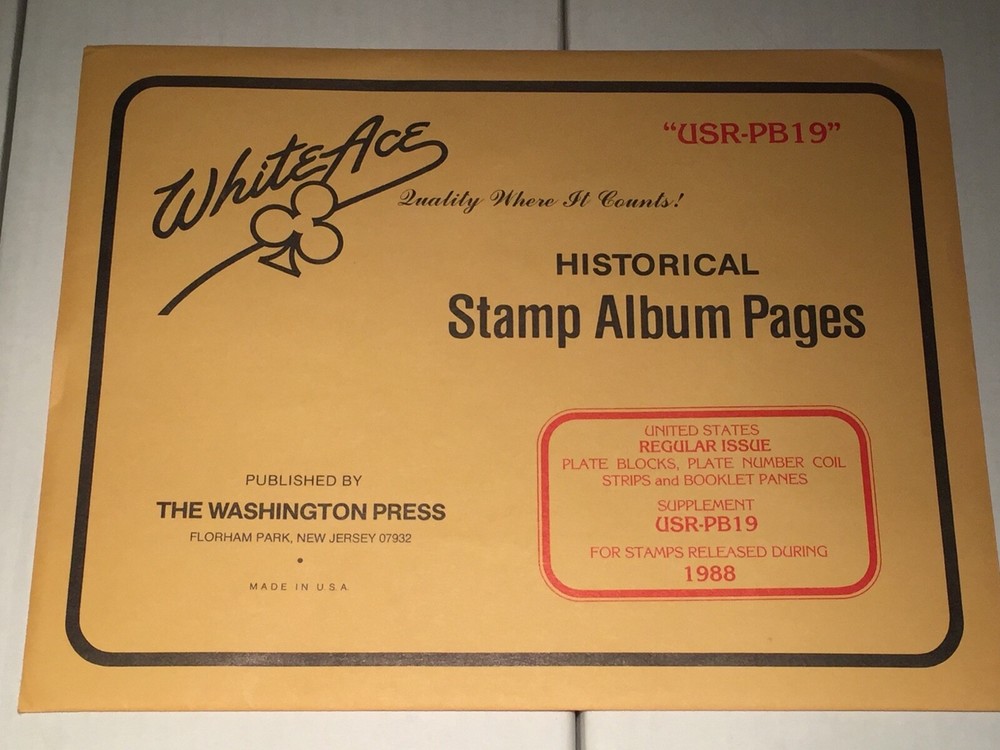 White Ace
Quality Where It Counts!
"USR-PB19"
HISTORICAL
Stamp Album Pages
PUBLISHED BY
THE WASHINGTON PRESS
FLORHAM PARK, NEW JERSEY 07932
•
MADE IN U.S.A.
UNITED STATES
REGULAR ISSUE
PLATE BLOCKS, PLATE NUMBER COIL
STRIPS and BOOKLET PANES
SUPPLEMENT
USR-PB19
FOR STAMPS RELEASED DURING
1988